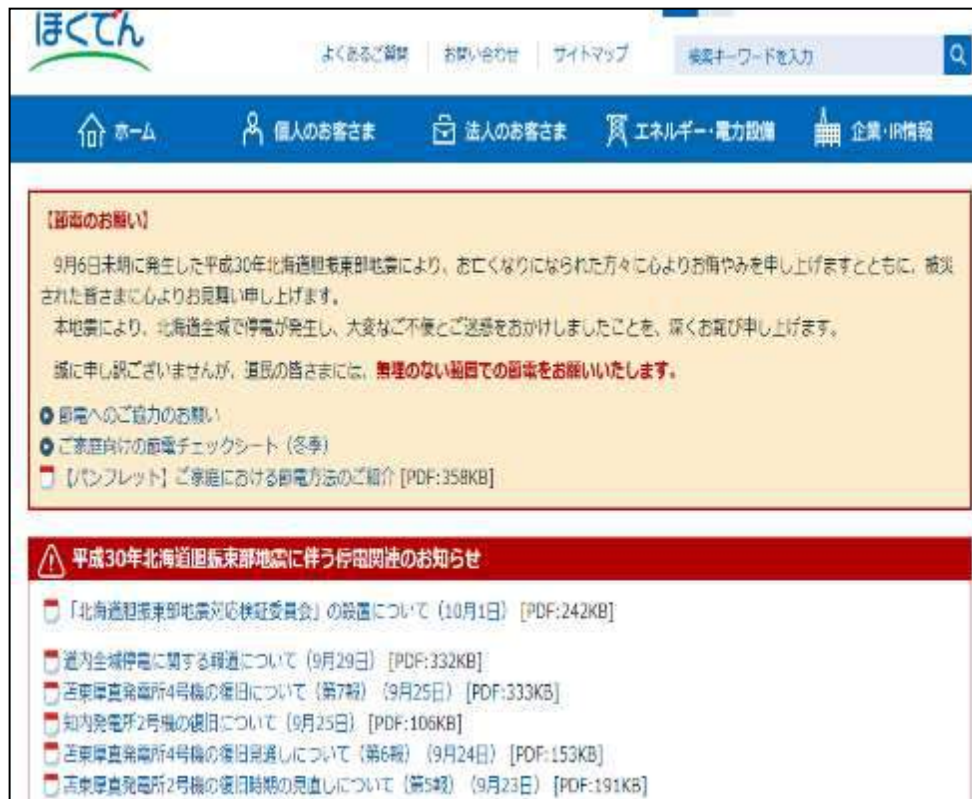 ほくでん
よくあるご質問 お問い合わせ サイトマップ 検索キーワードを入力
ホーム 個人のお客さま 法人のお客さま エネルギー・電力設備 企業・IR情報
【節電のお願い】
9月6日未明に発生した平成30年北海道胆振東部地震により、お亡くなりになられた方々に心よりお悔やみを申し上げますとともに、被災
された皆さまに心よりお見舞い申し上げます。
本地震により、北海道全域で停電が発生し、大変なご不便とご迷惑をおかけしましたことを、深くお詫び申し上げます。
誠に申し訳ございませんが、道民の皆さまには、無理のない範囲での節電をお願いいたします。
節電へのご協力のお願い
ご家庭向けの節電チェックシート（冬季）
【パンフレット】ご家庭における節電方法のご紹介 [PDF:358KB]
平成30年北海道胆振東部地震に伴う停電関連のお知らせ
「北海道胆振東部地震対応検証委員会」の設置について（10月1日） [PDF:242KB]
道内全域停電に関する報道について（9月29日） [PDF:332KB]
苫東厚真発電所4号機の復旧について（第7報）（9月25日） [PDF:333KB]
知内発電所2号機の復旧について（9月25日） [PDF:106KB]
苫東厚真発電所4号機の復旧見通しについて（第6報）（9月24日） [PDF:153KB]
苫東厚真発電所2号機の復旧時期の見直しについて（第5報）（9月23日） [PDF:191KB]